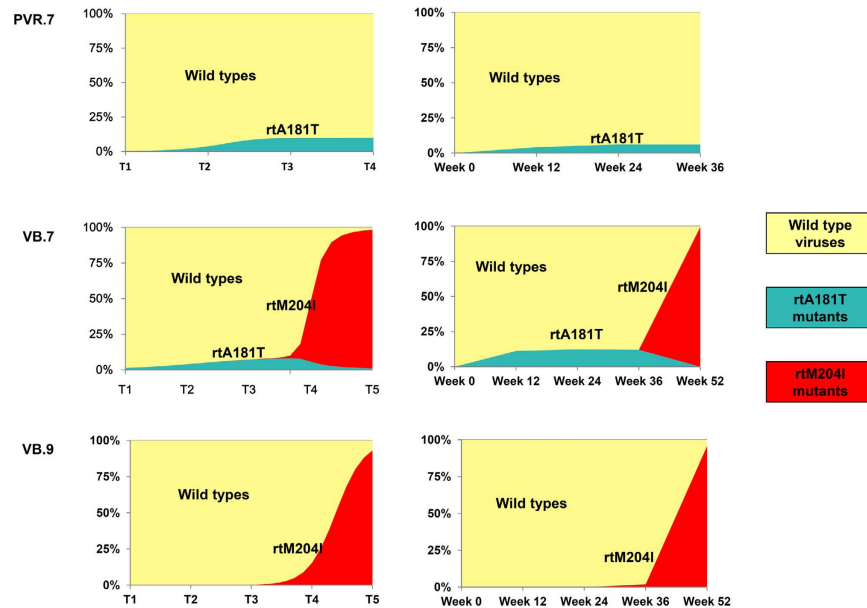 PVR.7
100%
75%
50%
25%
0%
Wild types
rtA181T
T1 T2 T3 T4
100%
75%
50%
25%
0%
Wild types
rtA181T
Week 0 Week 12 Week 24 Week 36
VB.7
100%
75%
50%
25%
0%
Wild types
rtM204I
rtA181T
T1 T2 T3 T4 T5
100%
75%
50%
25%
0%
Wild types
rtM204I
rtA181T
Week 0 Week 12 Week 24 Week 36 Week 52
VB.9
100%
75%
50%
25%
0%
Wild types
rtM204I
T1 T2 T3 T4 T5
100%
75%
50%
25%
0%
Wild types
rtM204I
Week 0 Week 12 Week 24 Week 36 Week 52
Wild type
viruses
rtA181T
mutants
rtM204I
mutants